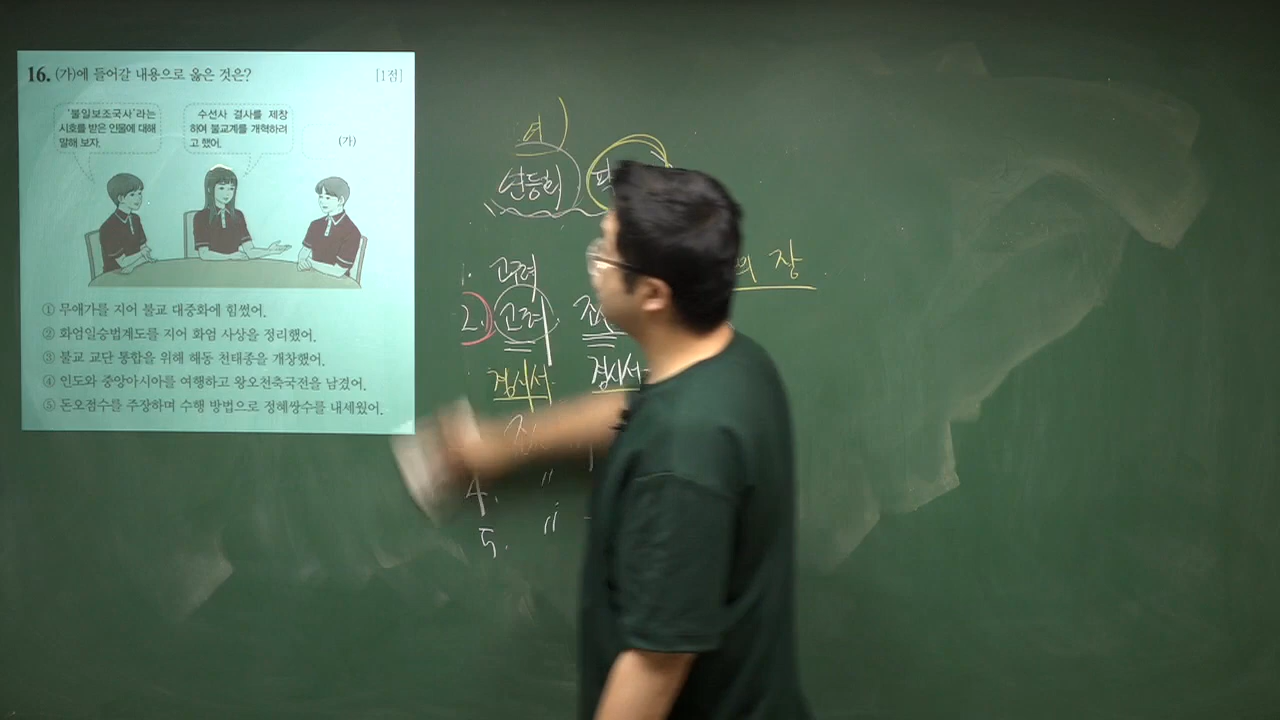 16. (가)에 들어갈 내용으로 옳은 것은? [1점]
'불일보조국사'라는
시호를 받은 인물에 대해
말해 보자.
수선사 결사를 제창
하여 불교계를 개혁하려
고 했어.
(가)
① 무애가를 지어 불교 대중화에 힘썼어.
② 화엄일승법계도를 지어 화엄 사상을 정리했어.
③ 불교 교단 통합을 위해 해동 천태종을 개창했어.
④ 인도와 중앙아시아를 여행하고 왕오천축국전을 남겼어.
⑤ 돈오점수를 주장하며 수행 방법으로 정혜쌍수를 내세웠어.
여)
연등회
의 장
1. 고구려
2. 고려
4. "
5. "